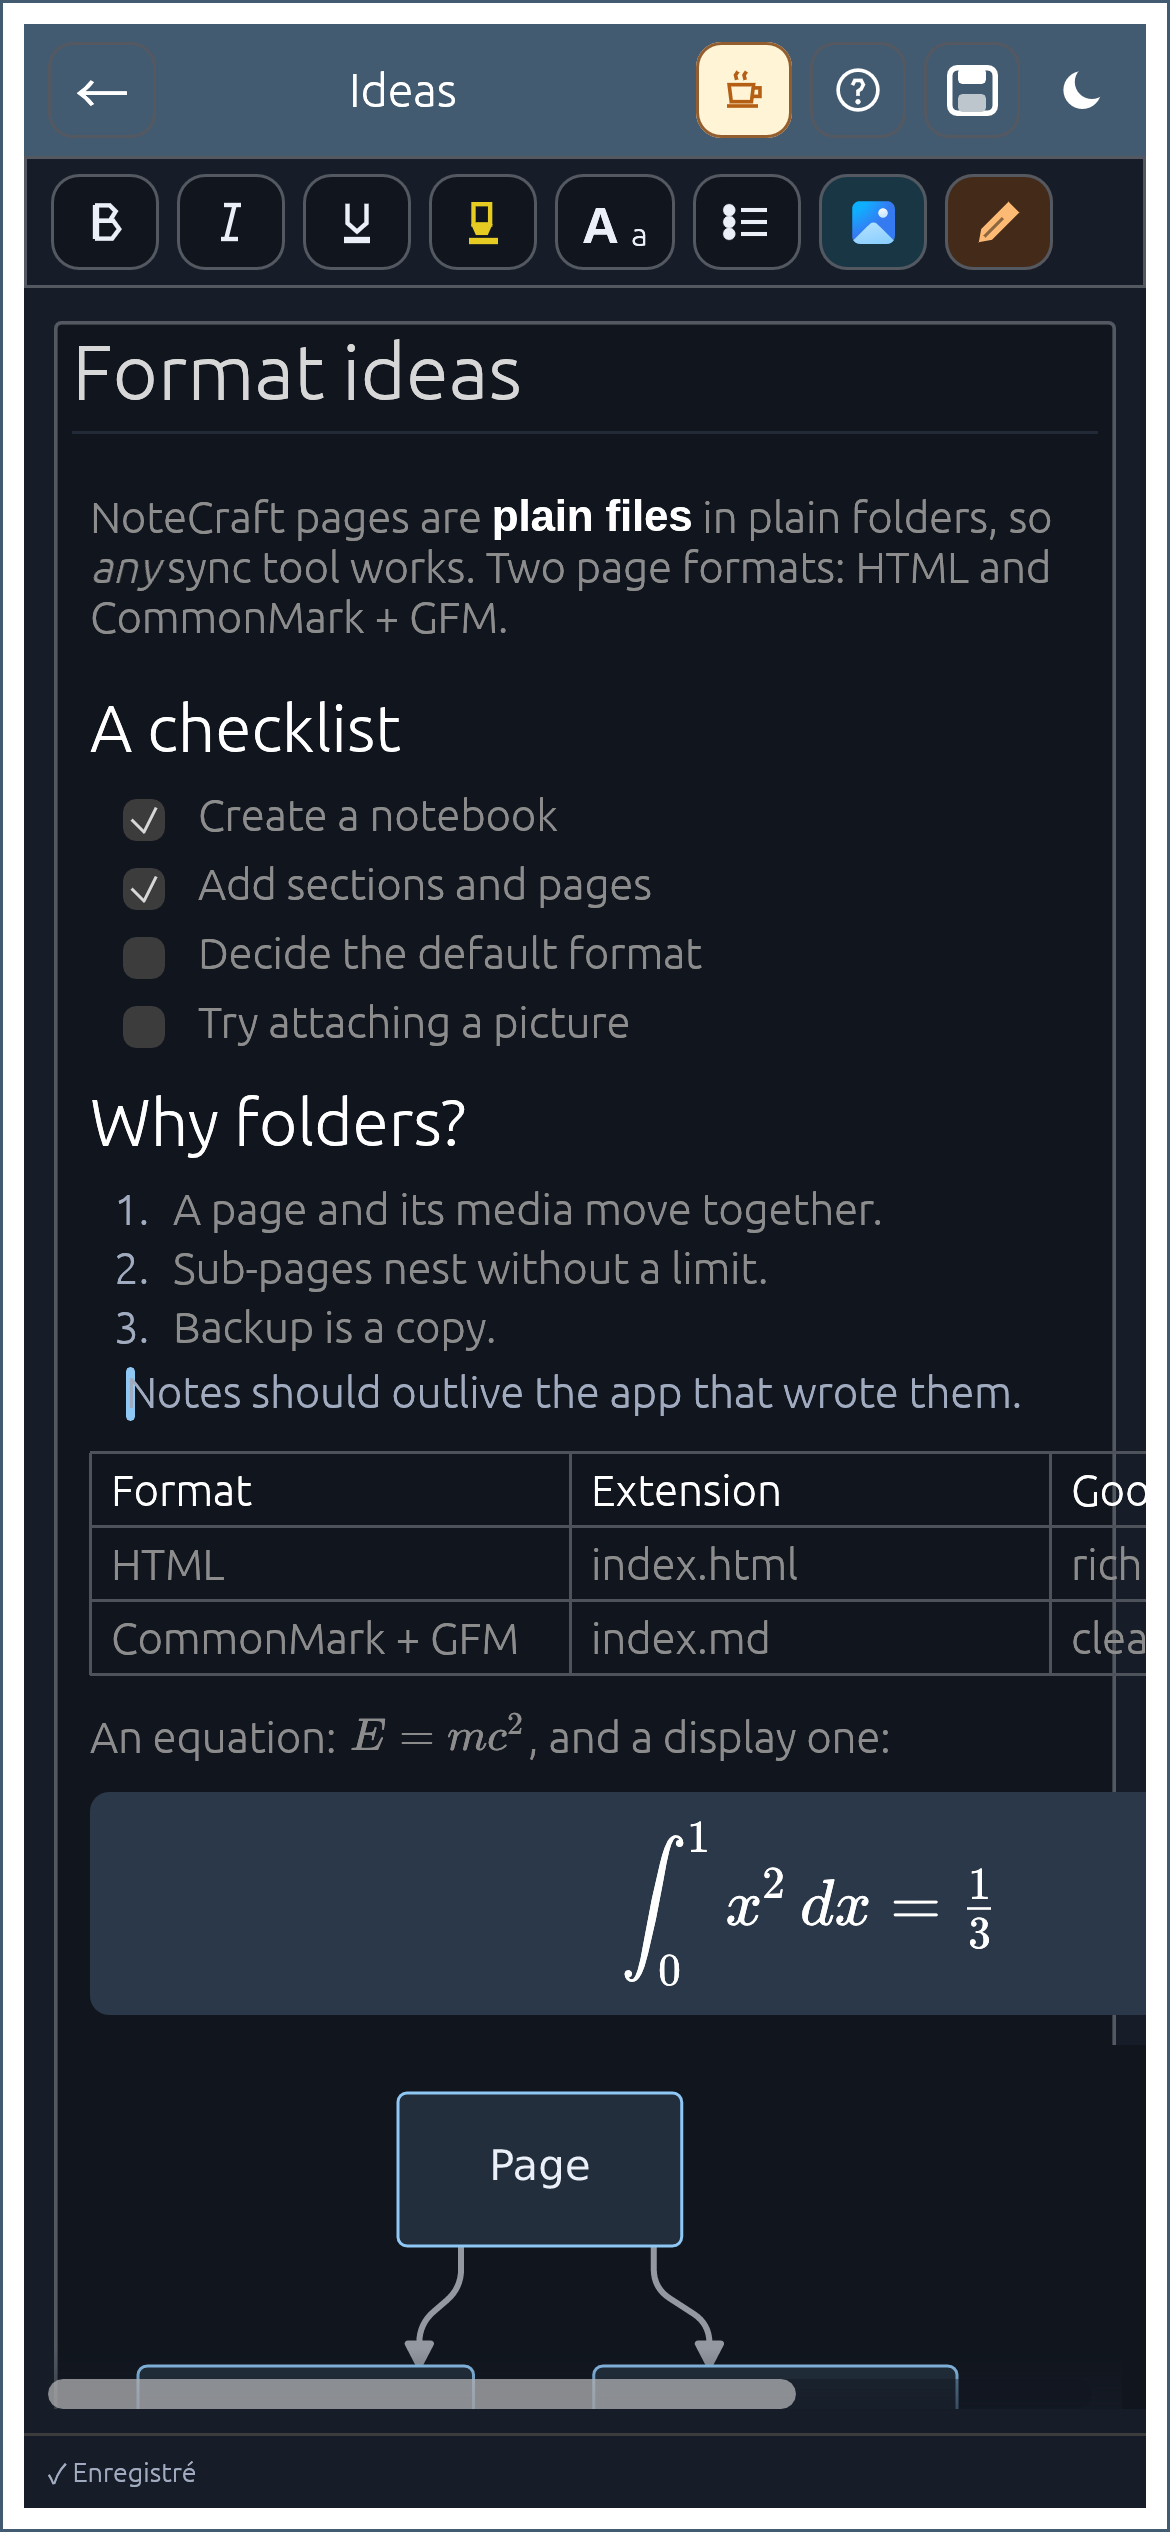 Ideas
B I U A a
Format ideas
NoteCraft pages are plain files in plain folders, so
any sync tool works. Two page formats: HTML and
CommonMark + GFM.
A checklist
Create a notebook
Add sections and pages
Decide the default format
Try attaching a picture
Why folders?
1. A page and its media move together.
2. Sub-pages nest without a limit.
3. Backup is a copy.
Notes should outlive the app that wrote them.
Format Extension Goo
HTML index.html rich
CommonMark + GFM index.md clea
An equation: E = mc², and a display one:
∫₀¹ x² dx = 1/3
Page
✓ Enregistré